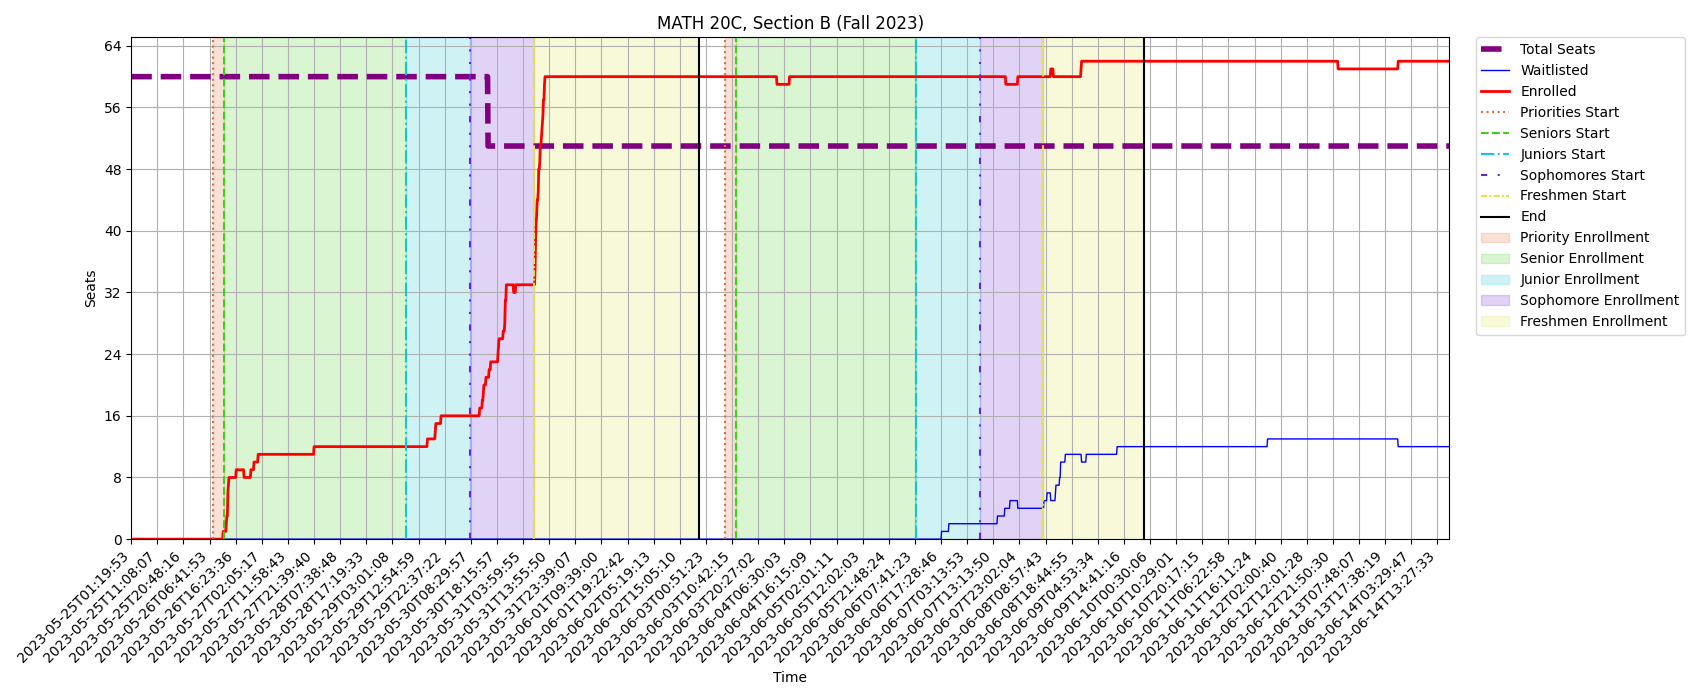 MATH 20C, Section B (Fall 2023)
64
56
48
40
32
24
16
8
0
Seats
2023-05-25T01:19:53
2023-05-25T11:08:07
2023-05-25T20:48:16
2023-05-26T06:41:53
2023-05-26T16:23:36
2023-05-27T02:05:17
2023-05-27T11:58:43
2023-05-27T21:39:40
2023-05-28T07:38:48
2023-05-28T17:19:33
2023-05-29T03:01:08
2023-05-29T12:54:59
2023-05-29T22:37:22
2023-05-30T08:29:57
2023-05-30T18:15:57
2023-05-31T03:59:55
2023-05-31T13:55:50
2023-05-31T23:39:07
2023-06-01T09:39:00
2023-06-01T19:22:42
2023-06-02T05:19:13
2023-06-02T15:05:10
2023-06-03T00:51:23
2023-06-03T10:42:15
2023-06-03T20:27:02
2023-06-04T06:30:03
2023-06-04T16:15:09
2023-06-05T02:01:11
2023-06-05T12:02:03
2023-06-05T21:48:24
2023-06-06T07:41:23
2023-06-06T17:28:46
2023-06-07T03:13:53
2023-06-07T13:13:50
2023-06-07T23:02:04
2023-06-08T08:57:43
2023-06-08T18:44:55
2023-06-09T04:53:34
2023-06-09T14:41:16
2023-06-10T00:30:06
2023-06-10T10:29:01
2023-06-10T20:17:15
2023-06-11T06:22:58
2023-06-11T16:11:24
2023-06-12T02:00:40
2023-06-12T12:01:28
2023-06-12T21:50:30
2023-06-13T07:48:07
2023-06-13T17:38:19
2023-06-14T03:29:47
2023-06-14T13:27:33
Time
Total Seats
Waitlisted
Enrolled
Priorities Start
Seniors Start
Juniors Start
Sophomores Start
Freshmen Start
End
Priority Enrollment
Senior Enrollment
Junior Enrollment
Sophomore Enrollment
Freshmen Enrollment